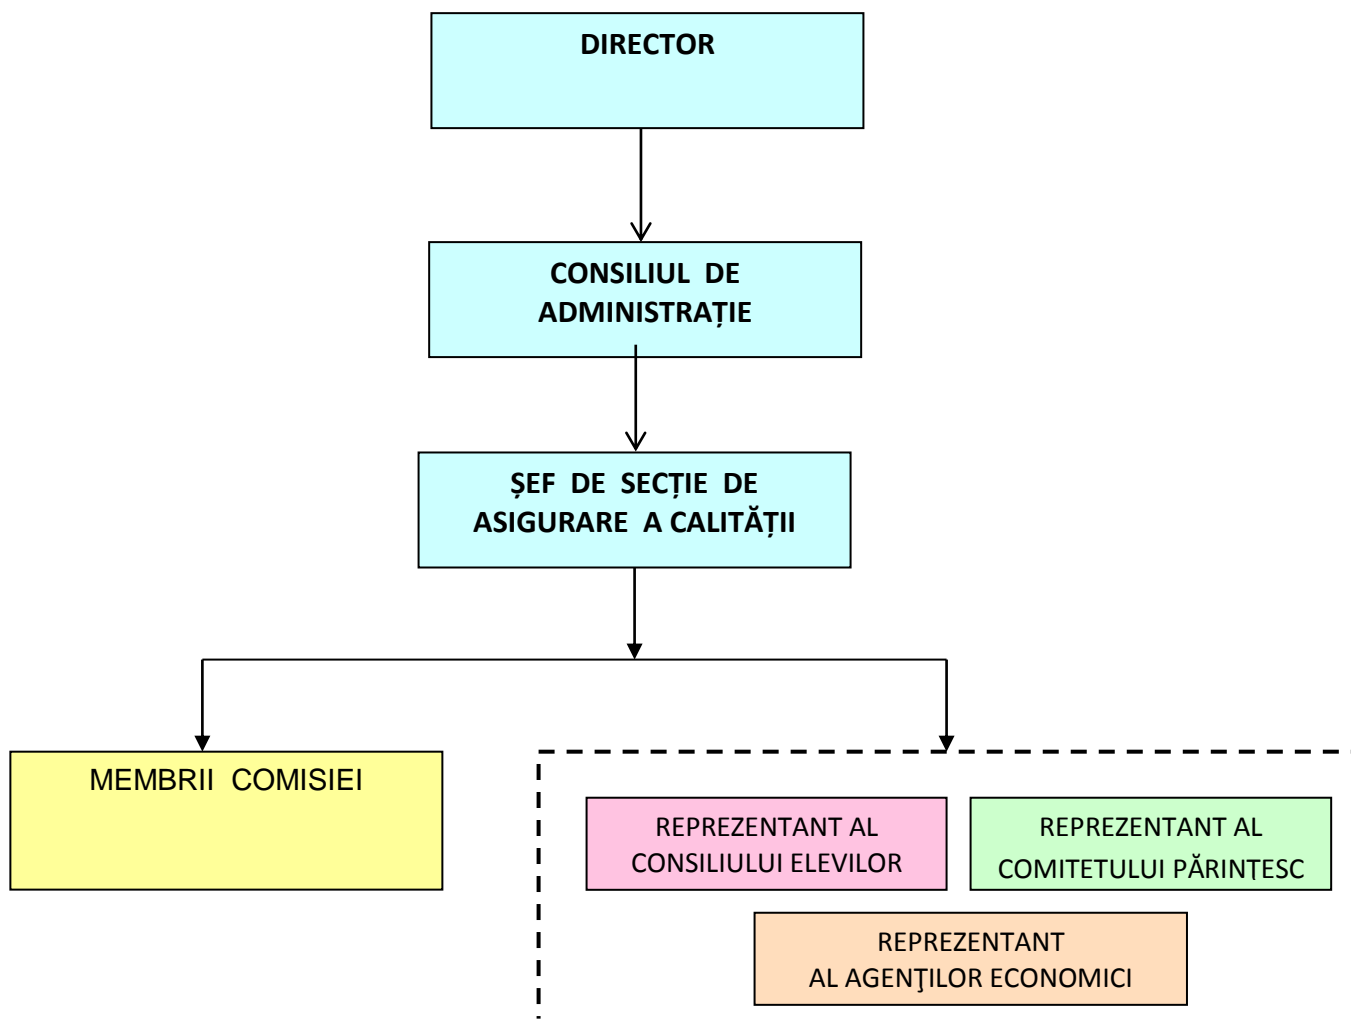 DIRECTOR
CONSILIUL DE
ADMINISTRAȚIE
ȘEF DE SECȚIE DE
ASIGURARE A CALITĂȚII
MEMBRII COMISIEI
REPREZENTANT AL
CONSILIULUI ELEVILOR
REPREZENTANT AL
COMITETULUI PĂRINŢESC
REPREZENTANT
AL AGENŢILOR ECONOMICI